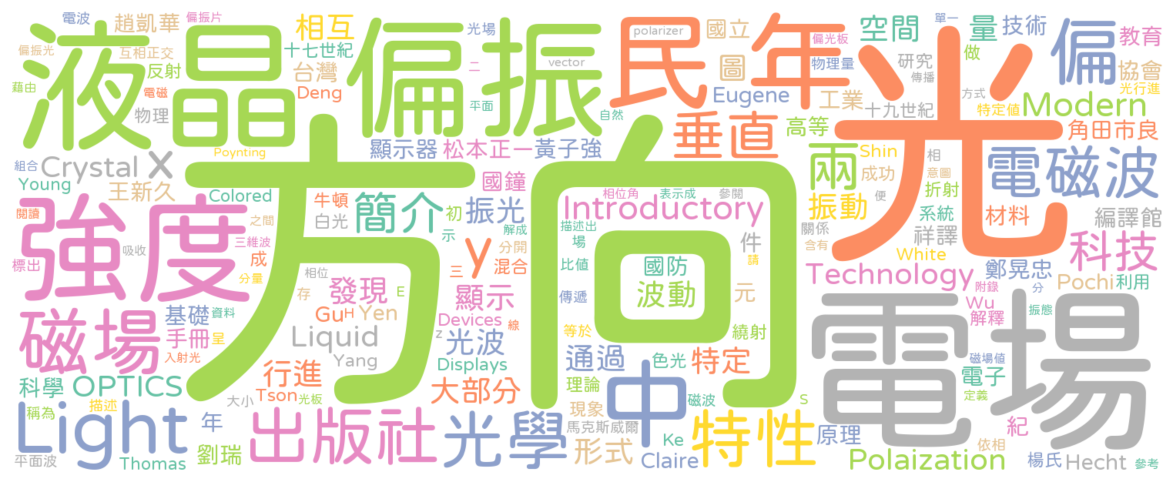 電波
偏振片
趙凱華
相互
光場
polarizer
國立
空間
單一
量
技術
偏
教育
液晶
偏振
民
年
光
偏振光
互相正交
十七世紀
二
vector
圖
偏光板
物理量
研究
傳播
做
協會
光行進
藉由
反射
電磁
台灣
Deng
平面
自然
Eugene
工業
十九世紀
方式
特定值
Modern
物理
方向
顯示器
松本正一
黃子強
垂直
高等
角田市良
組合
Crystal
X
Poynting
Young
王新久
Colored
牛頓
國鐘
兩
Shin
成功
相
意圖
便
折射
電磁波
閱讀
強度
之間
白光
簡介
初
示
振光
解成
相位角
表示成
參閱
Introductory
描述出
場
件
請
振動
關係
含有
系統
祥譯
材料
編譯館
標出
吸收
三維波
成
分量
發現
相位
存
E
y
三
分開
混合
比值
國防
波動
元
White
鄭晃忠
科技
Technology
附錄
Pochi
利用
分
磁場
基礎
手冊
資料
呈
入射光
Gu
H
Yen
顯示
Devices
線
傳遞
繞射
電場
Wu
解釋
振態
Liquid
Yang
光波
Z
Displays
等於
通過
色光
特定
磁場值
電子
定義
科學
OPTICS
行進
Tson
光板
大部分
理論
中
磁波
S
稱為
描述
大小
現象
馬克斯威爾
特性
原理
紀
依相
Light
年
出版社
光學
形式
Ke
Claire
Polaization
楊氏
Hecht
參考
平面波
Thomas
劉瑞